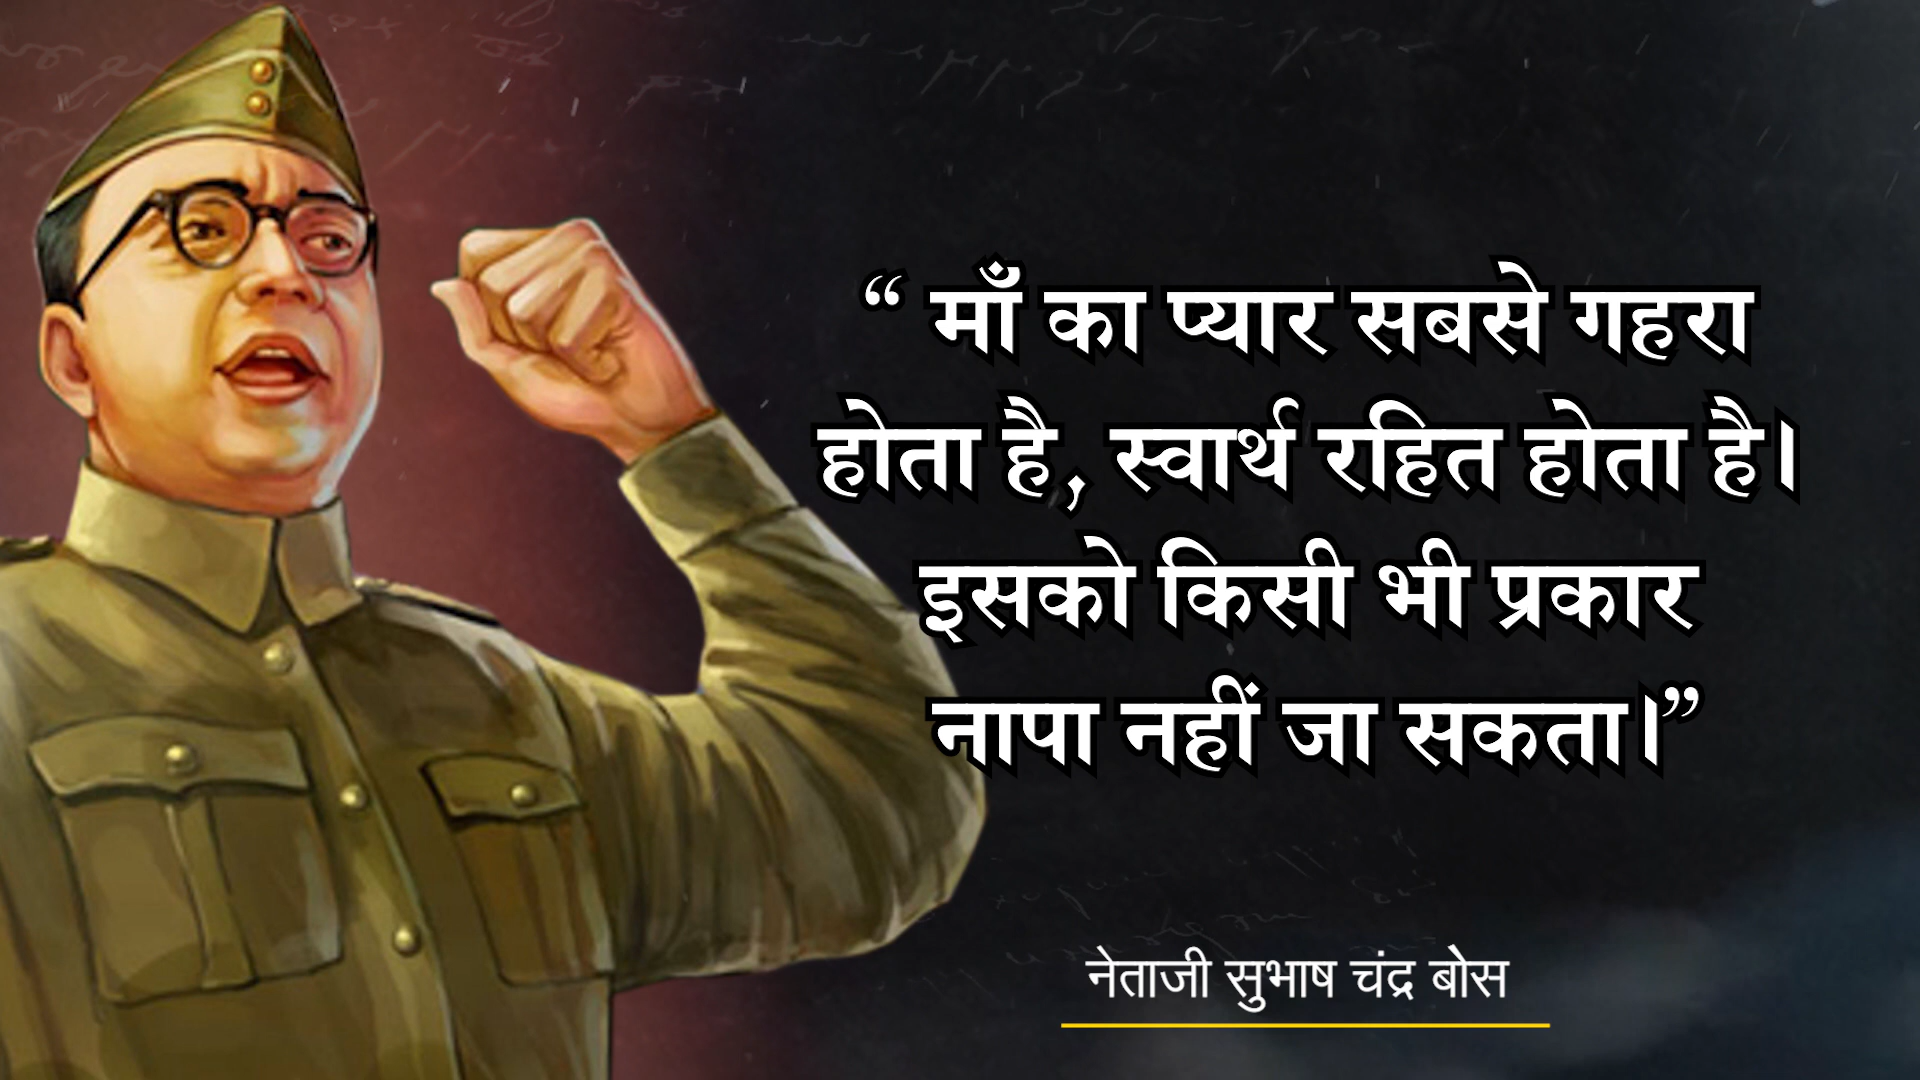 “ माँ का प्यार सबसे गहरा
होता है, स्वार्थ रहित होता है।
इसको किसी भी प्रकार
नापा नहीं जा सकता।”
नेताजी सुभाष चंद्र बोस